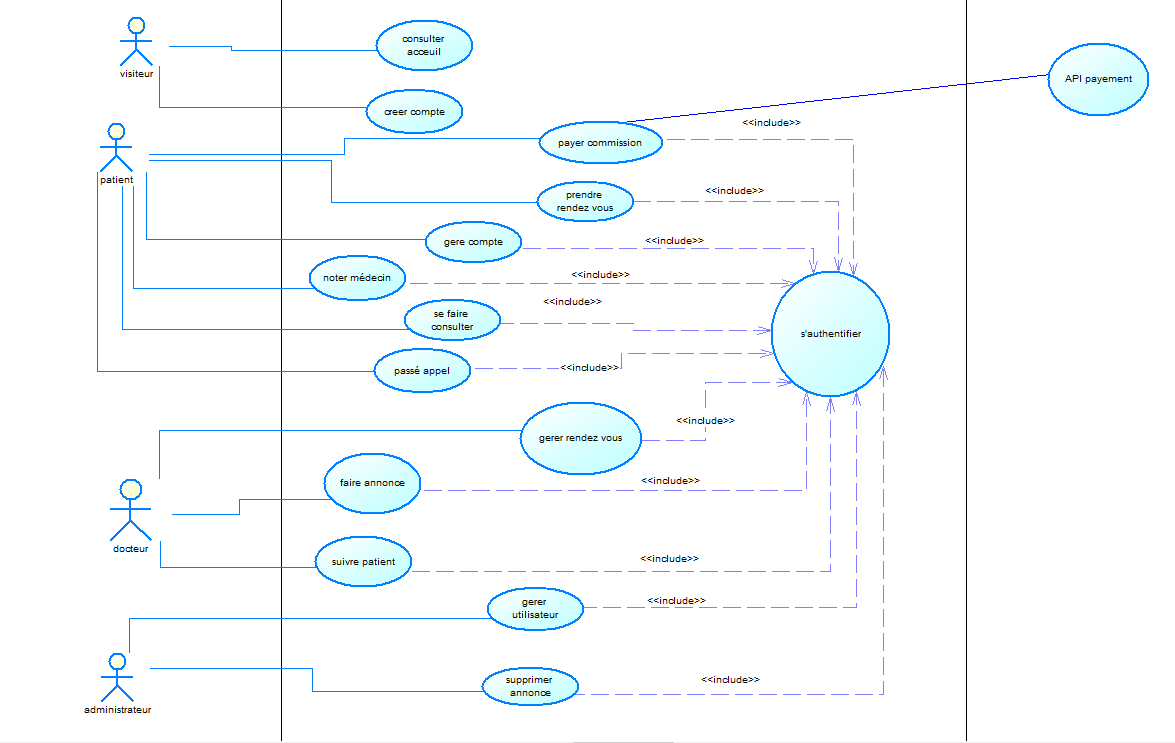 visiteur
consulter
acceuil
API payement
creer compte
<<include>>
payer commission
patient
<<include>>
prendre
rendez vous
<<include>>
gere compte
<<include>>
noter médecin
<<include>>
se faire
consulter
s'authentifier
<<include>>
passé appel
<<include>>
gerer rendez vous
<<include>>
faire annonce
docteur
<<include>>
suivre patient
<<include>>
gerer
utilisateur
<<include>>
supprimer
annonce
administrateur